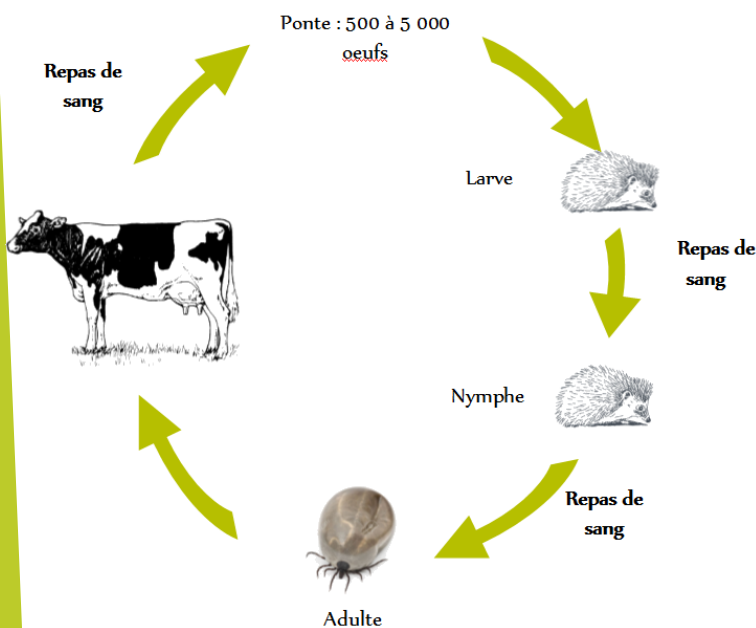 Ponte : 500 à 5 000
oeufs
Repas de
sang
Larve
Repas de
sang
Nymphe
Repas de
sang
Adulte